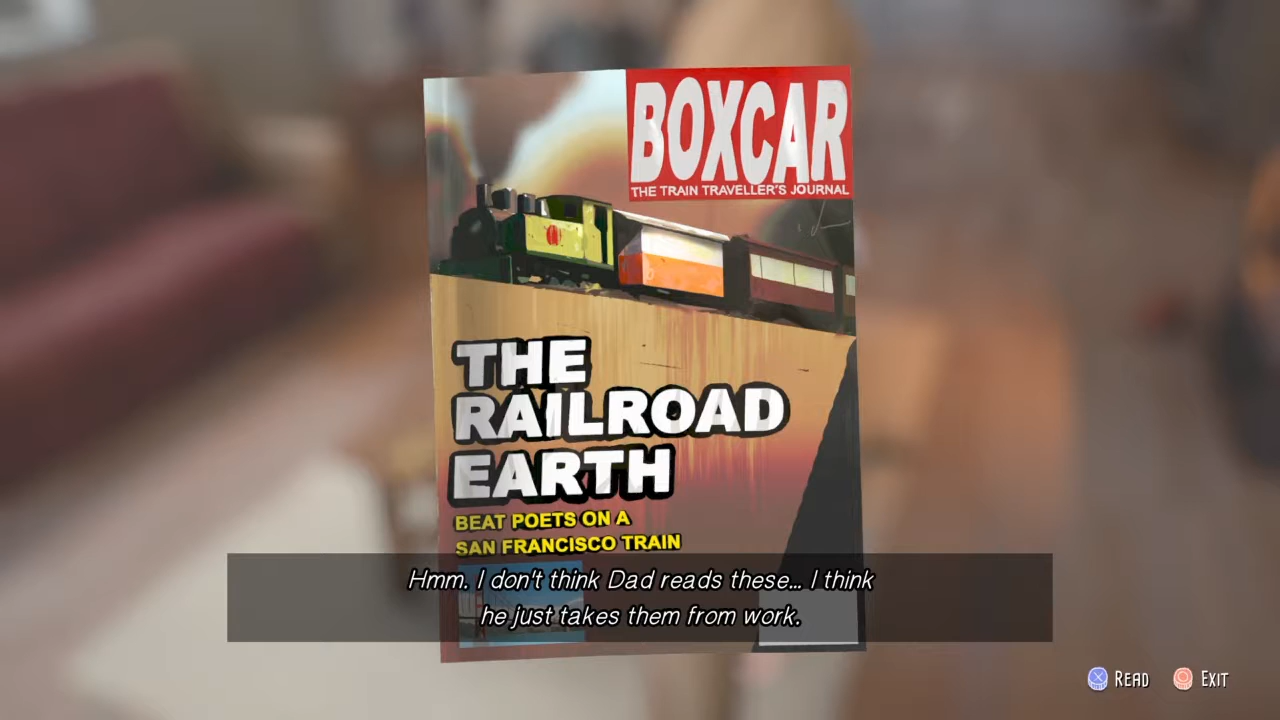 BOXCAR
THE TRAIN TRAVELLER'S JOURNAL
THE
RAILROAD
EARTH
BEAT POETS ON A
SAN FRANCISCO TRAIN
Hmm. I don't think Dad reads these... I think
he just takes them from work.
READ
EXIT